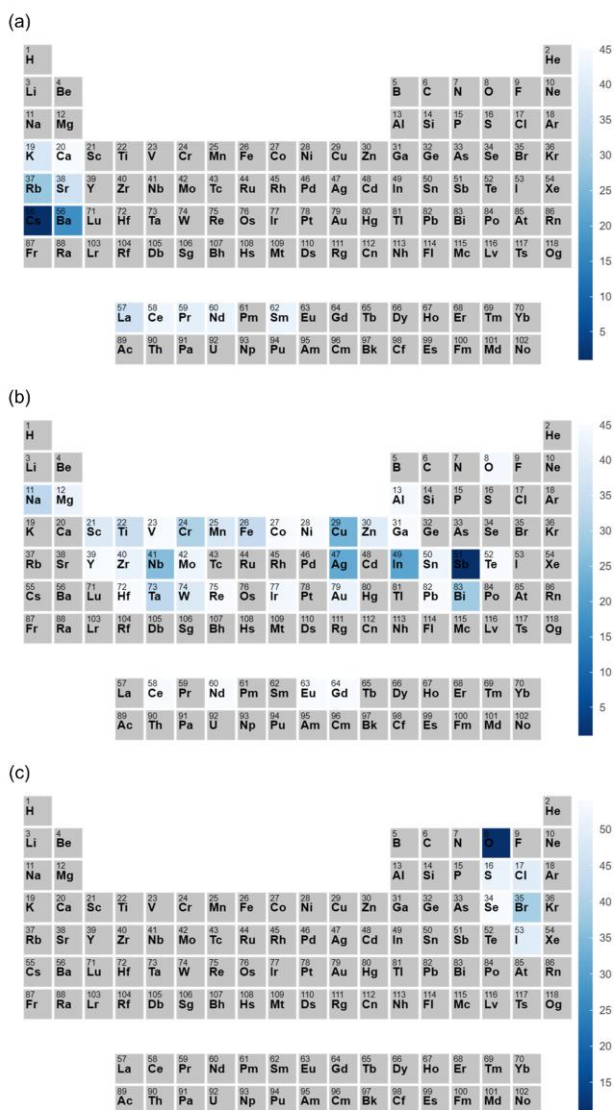 (a)
1 2
H He
3 4 5 6 7 8 9 10
Li Be B C N O F Ne
11 12 13 14 15 16 17 18
Na Mg Al Si P S Cl Ar
19 20 21 22 23 24 25 26 27 28 29 30 31 32 33 34 35 36
K Ca Sc Ti V Cr Mn Fe Co Ni Cu Zn Ga Ge As Se Br Kr
37 38 39 40 41 42 43 44 45 46 47 48 49 50 51 52 53 54
Rb Sr Y Zr Nb Mo Tc Ru Rh Pd Ag Cd In Sn Sb Te I Xe
55 56 71 72 73 74 75 76 77 78 79 80 81 82 83 84 85 86
Cs Ba Lu Hf Ta W Re Os Ir Pt Au Hg Tl Pb Bi Po At Rn
87 88 103 104 105 106 107 108 109 110 111 112 113 114 115 116 117 118
Fr Ra Lr Rf Db Sg Bh Hs Mt Ds Rg Cn Nh Fl Mc Lv Ts Og
57 58 59 60 61 62 63 64 65 66 67 68 69 70
La Ce Pr Nd Pm Sm Eu Gd Tb Dy Ho Er Tm Yb
89 90 91 92 93 94 95 96 97 98 99 100 101 102
Ac Th Pa U Np Pu Am Cm Bk Cf Es Fm Md No
45
40
35
30
25
20
15
10
5
(b)
1 2
H He
3 4 5 6 7 8 9 10
Li Be B C N O F Ne
11 12 13 14 15 16 17 18
Na Mg Al Si P S Cl Ar
19 20 21 22 23 24 25 26 27 28 29 30 31 32 33 34 35 36
K Ca Sc Ti V Cr Mn Fe Co Ni Cu Zn Ga Ge As Se Br Kr
37 38 39 40 41 42 43 44 45 46 47 48 49 50 51 52 53 54
Rb Sr Y Zr Nb Mo Tc Ru Rh Pd Ag Cd In Sn Sb Te I Xe
55 56 71 72 73 74 75 76 77 78 79 80 81 82 83 84 85 86
Cs Ba Lu Hf Ta W Re Os Ir Pt Au Hg Tl Pb Bi Po At Rn
87 88 103 104 105 106 107 108 109 110 111 112 113 114 115 116 117 118
Fr Ra Lr Rf Db Sg Bh Hs Mt Ds Rg Cn Nh Fl Mc Lv Ts Og
57 58 59 60 61 62 63 64 65 66 67 68 69 70
La Ce Pr Nd Pm Sm Eu Gd Tb Dy Ho Er Tm Yb
89 90 91 92 93 94 95 96 97 98 99 100 101 102
Ac Th Pa U Np Pu Am Cm Bk Cf Es Fm Md No
45
40
35
30
25
20
15
10
5
(c)
1 2
H He
3 4 5 6 7 8 9 10
Li Be B C N O F Ne
11 12 13 14 15 16 17 18
Na Mg Al Si P S Cl Ar
19 20 21 22 23 24 25 26 27 28 29 30 31 32 33 34 35 36
K Ca Sc Ti V Cr Mn Fe Co Ni Cu Zn Ga Ge As Se Br Kr
37 38 39 40 41 42 43 44 45 46 47 48 49 50 51 52 53 54
Rb Sr Y Zr Nb Mo Tc Ru Rh Pd Ag Cd In Sn Sb Te I Xe
55 56 71 72 73 74 75 76 77 78 79 80 81 82 83 84 85 86
Cs Ba Lu Hf Ta W Re Os Ir Pt Au Hg Tl Pb Bi Po At Rn
87 88 103 104 105 106 107 108 109 110 111 112 113 114 115 116 117 118
Fr Ra Lr Rf Db Sg Bh Hs Mt Ds Rg Cn Nh Fl Mc Lv Ts Og
57 58 59 60 61 62 63 64 65 66 67 68 69 70
La Ce Pr Nd Pm Sm Eu Gd Tb Dy Ho Er Tm Yb
89 90 91 92 93 94 95 96 97 98 99 100 101 102
Ac Th Pa U Np Pu Am Cm Bk Cf Es Fm Md No
50
45
40
35
30
25
20
15